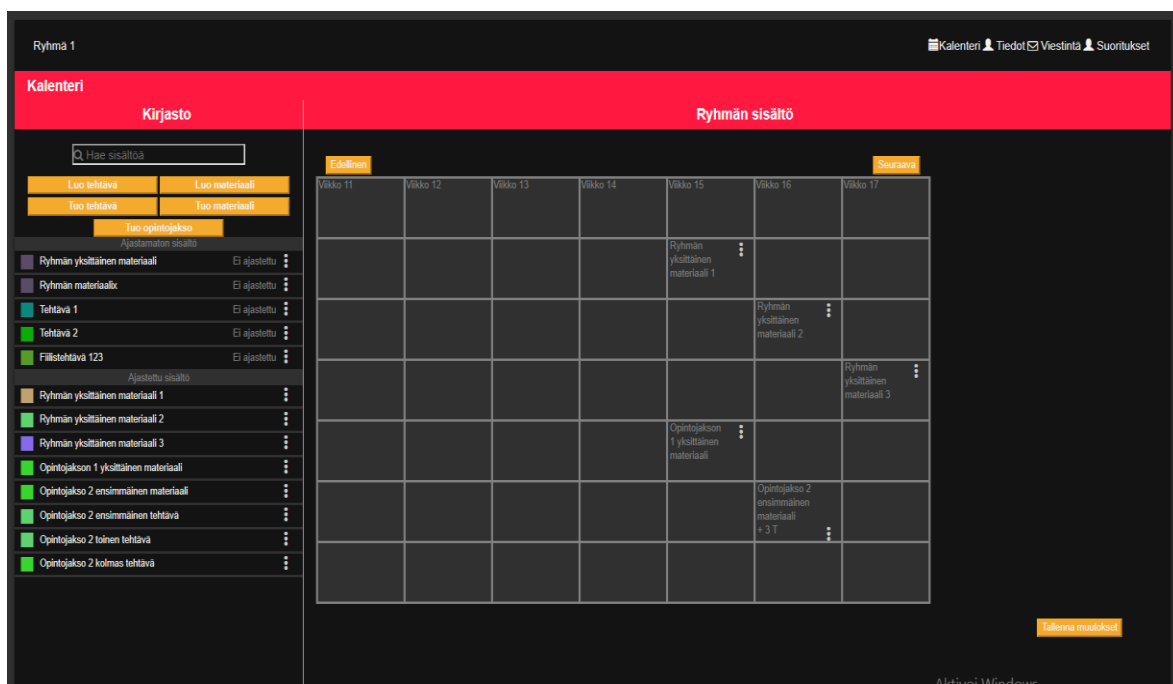 Ryhmä 1
Kalenteri Tiedot Viestintä Suoritukset
Kalenteri
Kirjasto
Ryhmän sisältö
Hae sisältöä
Edellinen
Seuraava
Luo tehtävä
Luo materiaali
Tuo tehtävä
Tuo materiaali
Tuo opintojakso
Ajastamaton sisältö
Ryhmän yksittäinen materiaali Ei ajastettu
Ryhmän materiaalix Ei ajastettu
Tehtävä 1 Ei ajastettu
Tehtävä 2 Ei ajastettu
Fiilistehtävä 123 Ei ajastettu
Ajastettu sisältö
Ryhmän yksittäinen materiaali 1
Ryhmän yksittäinen materiaali 2
Ryhmän yksittäinen materiaali 3
Opintojakson 1 yksittäinen materiaali
Opintojakso 2 ensimmäinen materiaali
Opintojakso 2 ensimmäinen tehtävä
Opintojakso 2 toinen tehtävä
Opintojakso 2 kolmas tehtävä
Viikko 11 Viikko 12 Viikko 13 Viikko 14 Viikko 15 Viikko 16 Viikko 17
Ryhmän
yksittäinen
materiaali 1
Ryhmän
yksittäinen
materiaali 2
Ryhmän
yksittäinen
materiaali 3
Opintojakson
1 yksittäinen
materiaali
Opintojakso 2
ensimmäinen
materiaali
+ 3 T
Tallenna muutokset
Aktivoi Windows